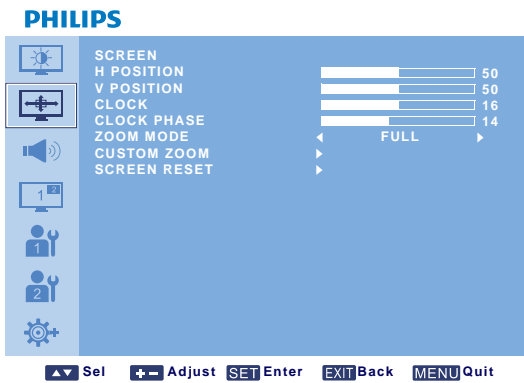 PHILIPS
SCREEN
H POSITION 50
V POSITION 50
CLOCK 16
CLOCK PHASE 14
ZOOM MODE FULL
CUSTOM ZOOM
SCREEN RESET
1 2
1
2
Sel + - Adjust SET Enter EXIT Back MENU Quit